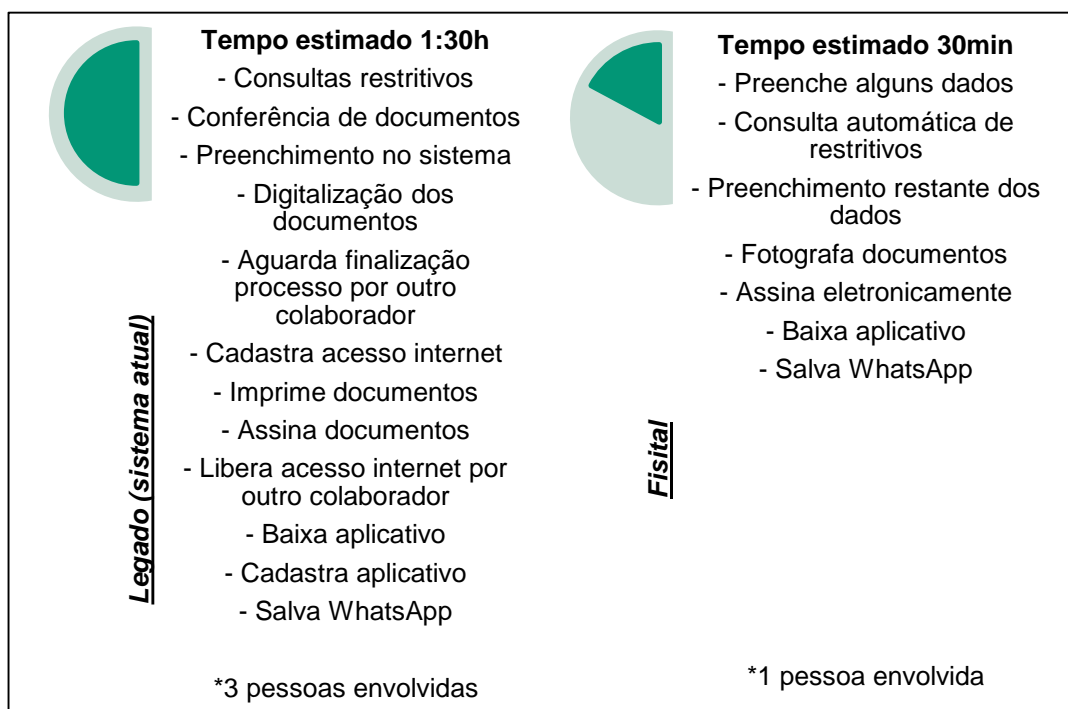 Tempo estimado 1:30h
- Consultas restritivos
- Conferência de documentos
- Preenchimento no sistema
- Digitalização dos
documentos
- Aguarda finalização
processo por outro
colaborador
- Cadastra acesso internet
- Imprime documentos
- Assina documentos
- Libera acesso internet por
outro colaborador
- Baixa aplicativo
- Cadastra aplicativo
- Salva WhatsApp
*3 pessoas envolvidas
Legado (sistema atual)
Tempo estimado 30min
- Preenche alguns dados
- Consulta automática de
restritivos
- Preenchimento restante dos
dados
- Fotografa documentos
- Assina eletronicamente
- Baixa aplicativo
- Salva WhatsApp
*1 pessoa envolvida
Fisital